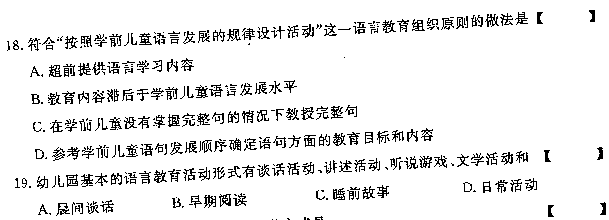 18. 符合“按照学前儿童语言发展的规律设计活动”这一语言教育组织原则的做法是【 】
A. 超前提供语言学习内容
B. 教育内容滞后于学前儿童语言发展水平
C. 在学前儿童没有掌握完整句的情况下教授完整句
D. 参考学前儿童语句发展顺序确定语句方面的教育目标和内容
19. 幼儿园基本的语言教育活动形式有谈话活动、讲述活动、听说游戏、文学活动和【 】
A. 晨间谈话 B. 早期阅读 C. 睡前故事 D. 日常活动
【 】